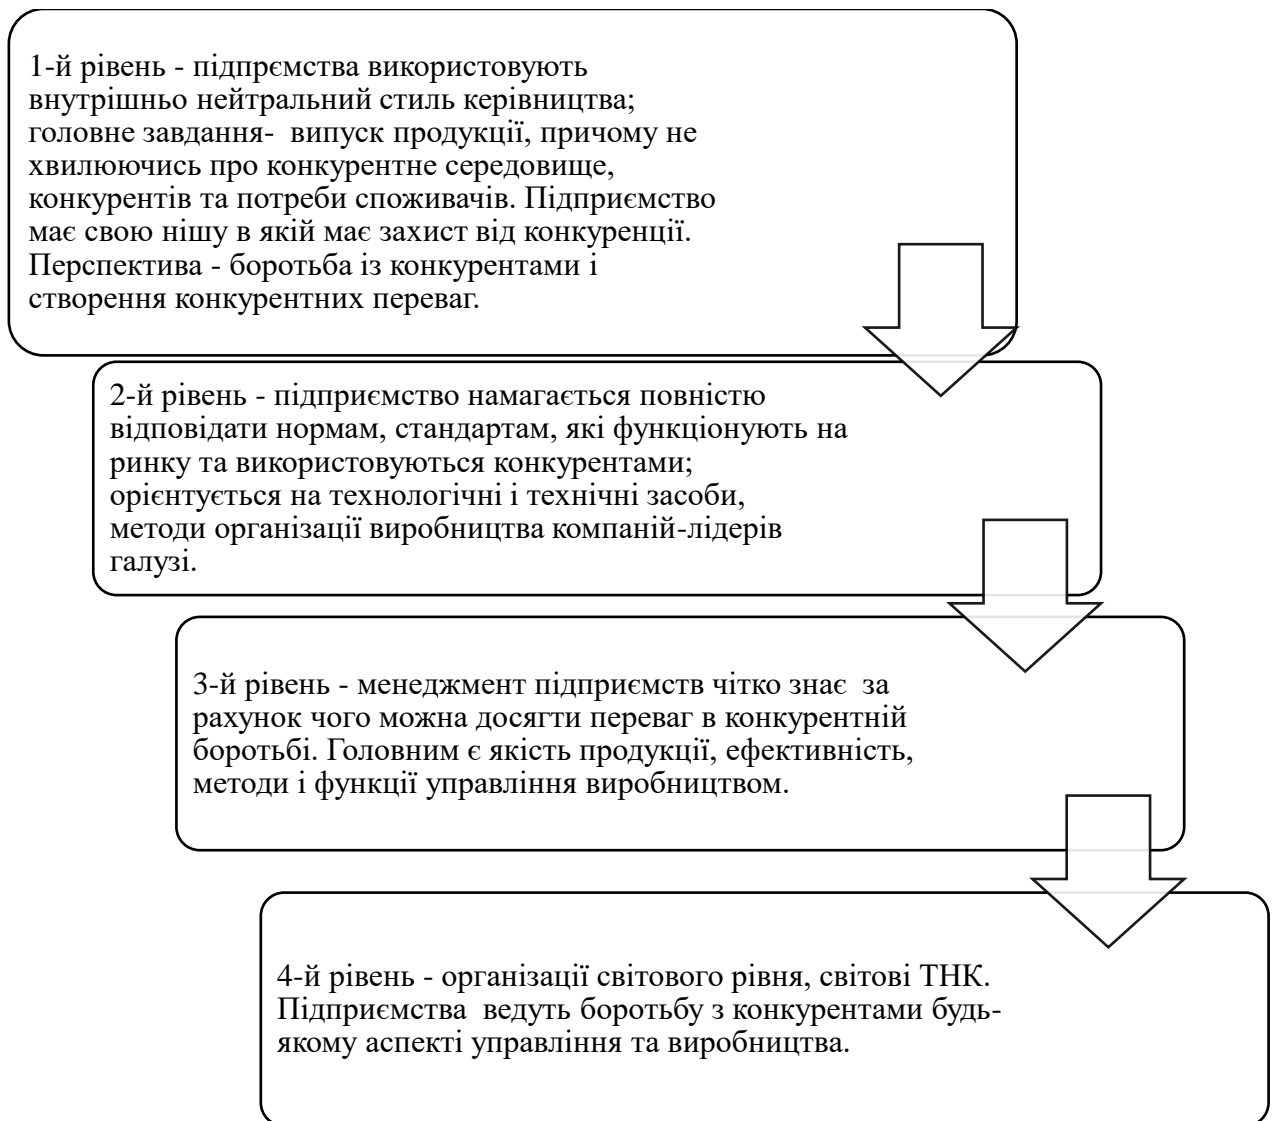 1-й рівень - підпрємства використовують
внутрішньо нейтральний стиль керівництва;
головне завдання-  випуск продукції, причому не
хвилюючись про конкурентне середовище,
конкурентів та потреби споживачів. Підприємство
має свою нішу в якій має захист від конкуренції.
Перспектива - боротьба із конкурентами і
створення конкурентних переваг.
2-й рівень - підприємство намагається повністю
відповідати нормам, стандартам, які функціонують на
ринку та використовуються конкурентами;
орієнтується на технологічні і технічні засоби,
методи організації виробництва компаній-лідерів
галузі.
3-й рівень - менеджмент підприємств чітко знає  за
рахунок чого можна досягти переваг в конкурентній
боротьбі. Головним є якість продукції, ефективність,
методи і функції управління виробництвом.
4-й рівень - організації світового рівня, світові ТНК.
Підприємства  ведуть боротьбу з конкурентами будь-
якому аспекті управління та виробництва.